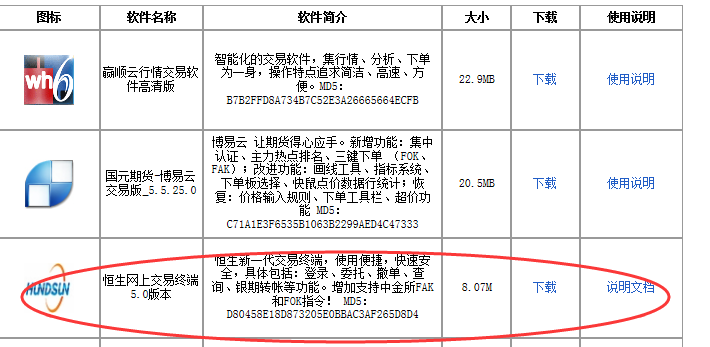 图标 软件名称 软件简介 大小 下载 使用说明
wh6
赢顺云行情交易软
件高清版
智能化的交易软件，集行情、分析、下单
为一身，操作特点追求简洁、高速、方
便。MD5:
B7B2FFD8A734B7C52E3A26665664ECFB
22.9MB
下载
使用说明
国元期货-博易云
交易版_5.5.25.0
博易云 让期货得心应手。新增功能：集中
认证、主力热点排名、三键下单 （FOK、
FAK）；改进功能：画线工具、指标系统、
下单板选择、快鼠点价数据行统计；恢
复：价格输入规则、下单工具栏、超价功
能 MD5:
C71A1E3F6535B1063B2299AED4C47333
20.5MB
下载
使用说明
HUNDSUN
恒生网上交易终端
5.0版本
恒生新一代交易终端，使用便捷，快速安
全，具体包括：登录、委托、撤单、查
询、银期转帐等功能。增加支持中金所FAK
和FOK指令！ MD5:
D80458E18D873205E0BBAC3AF265D8D4
8.07M
下载
说明文档